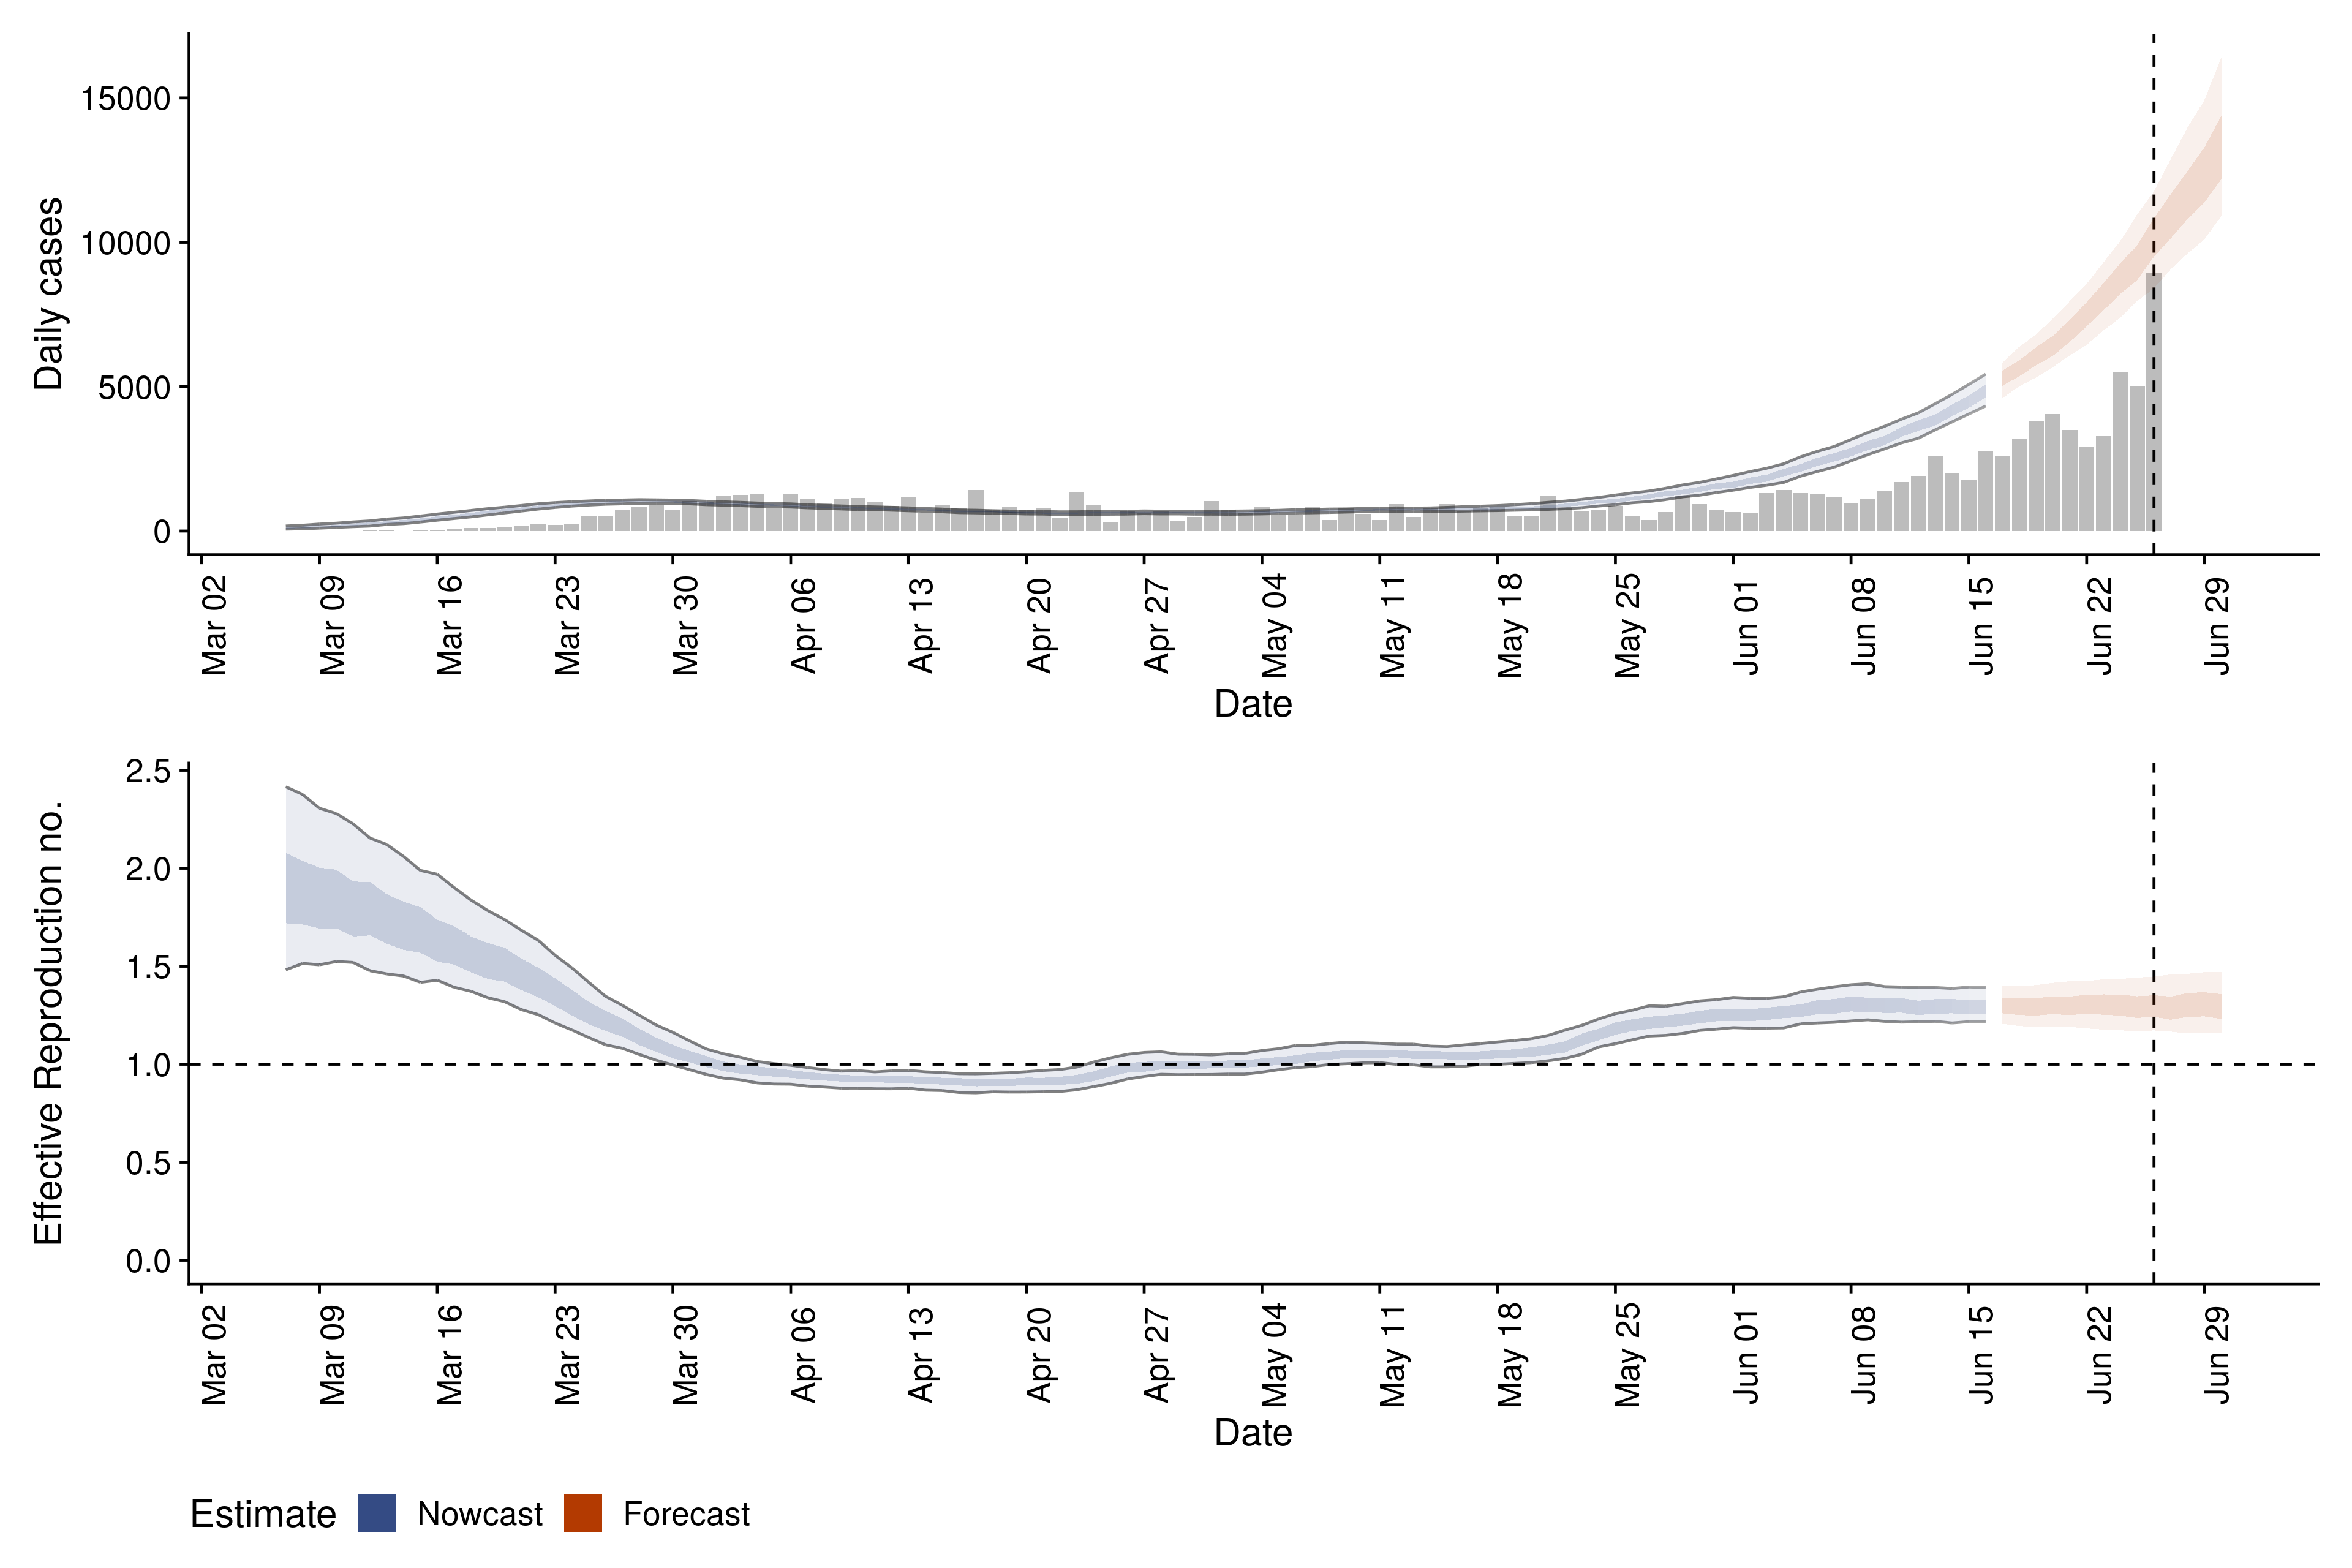 Daily cases
15000
10000
5000
0
Mar 02
Mar 09
Mar 16
Mar 23
Mar 30
Apr 06
Apr 13
Apr 20
Apr 27
May 04
May 11
May 18
May 25
Jun 01
Jun 08
Jun 15
Jun 22
Jun 29
Date
Effective Reproduction no.
2.5
2.0
1.5
1.0
0.5
0.0
Mar 02
Mar 09
Mar 16
Mar 23
Mar 30
Apr 06
Apr 13
Apr 20
Apr 27
May 04
May 11
May 18
May 25
Jun 01
Jun 08
Jun 15
Jun 22
Jun 29
Date
Estimate Nowcast Forecast